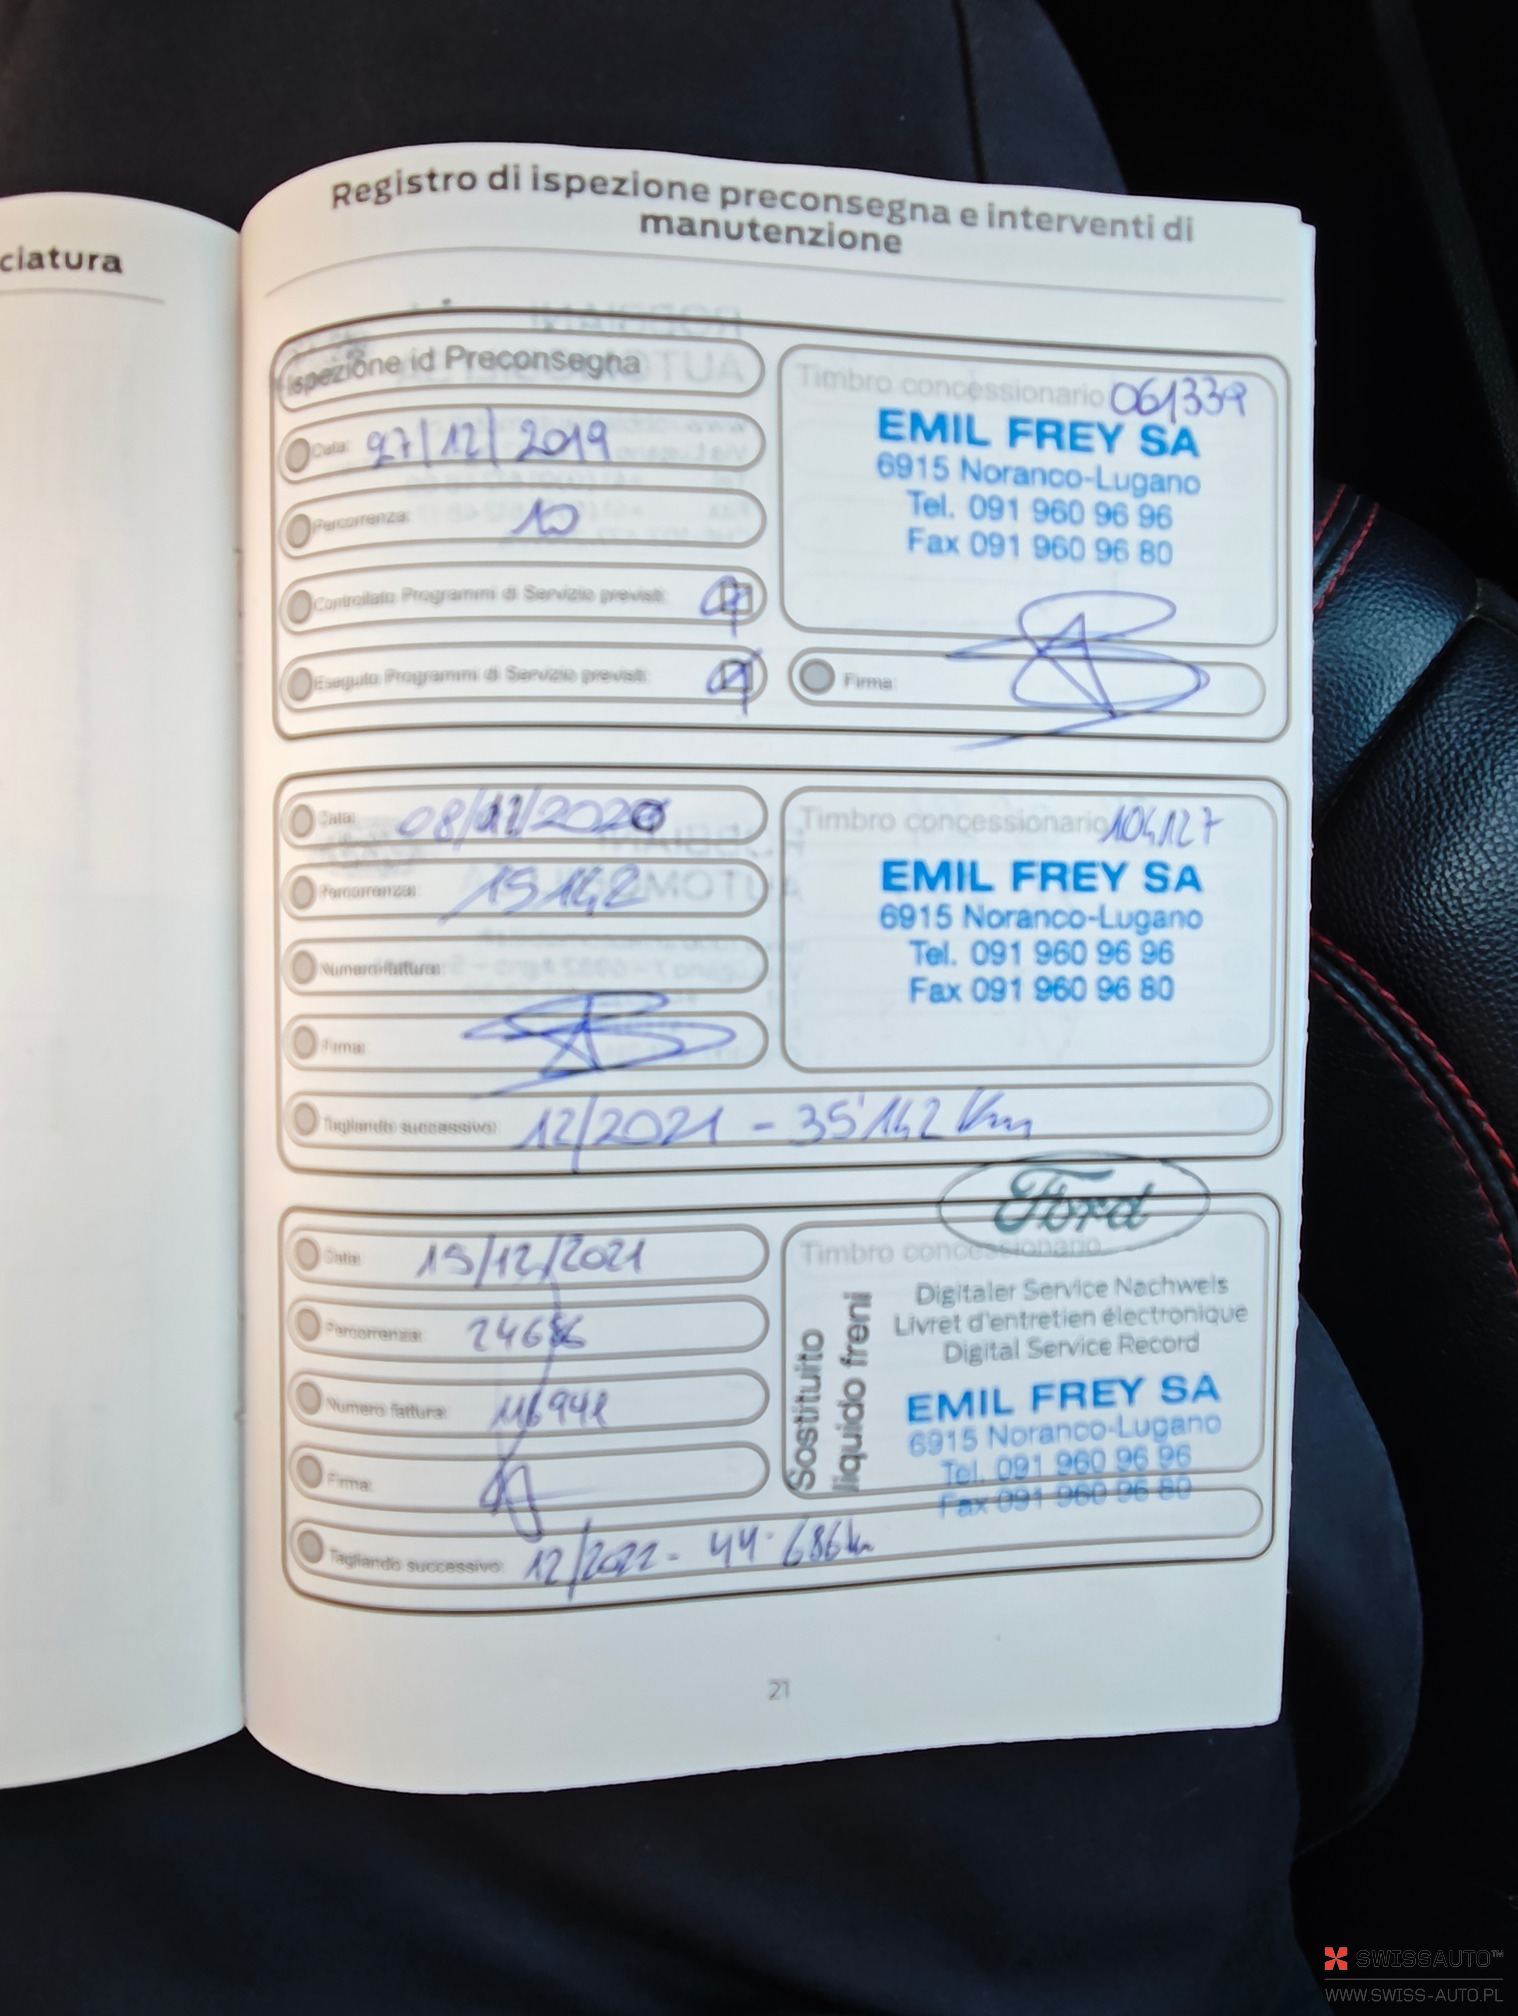 ciatura
Registro di ispezione preconsegna e interventi di
manutenzione
Ispezione id Preconsegna
Data: 27/12/2019
Percorrenza: 10
Controllato Programmi di Servizio previsti:
Eseguito Programmi di Servizio previsti:
Timbro concessionario 061339
EMIL FREY SA
6915 Noranco-Lugano
Tel. 091 960 96 96
Fax 091 960 96 80
Firma:
Data: 08/12/2020
Percorrenza: 15142
Numero fattura:
Firma:
Timbro concessionario 104127
EMIL FREY SA
6915 Noranco-Lugano
Tel. 091 960 96 96
Fax 091 960 96 80
Tagliando successivo: 12/2021 - 35'142 Km
Data: 15/12/2021
Percorrenza: 24686
Numero fattura:
Firma:
Ford
Timbro concessionario
Sostituito
liquido freni
Digitaler Service Nachweis
Livret d'entretien électronique
Digital Service Record
EMIL FREY SA
6915 Noranco-Lugano
Tel. 091 960 96 96
Fax 091 960 96 80
Tagliando successivo: 12/2022 - 44.686km
21
SWISSAUTO™
WWW.SWISS-AUTO.PL